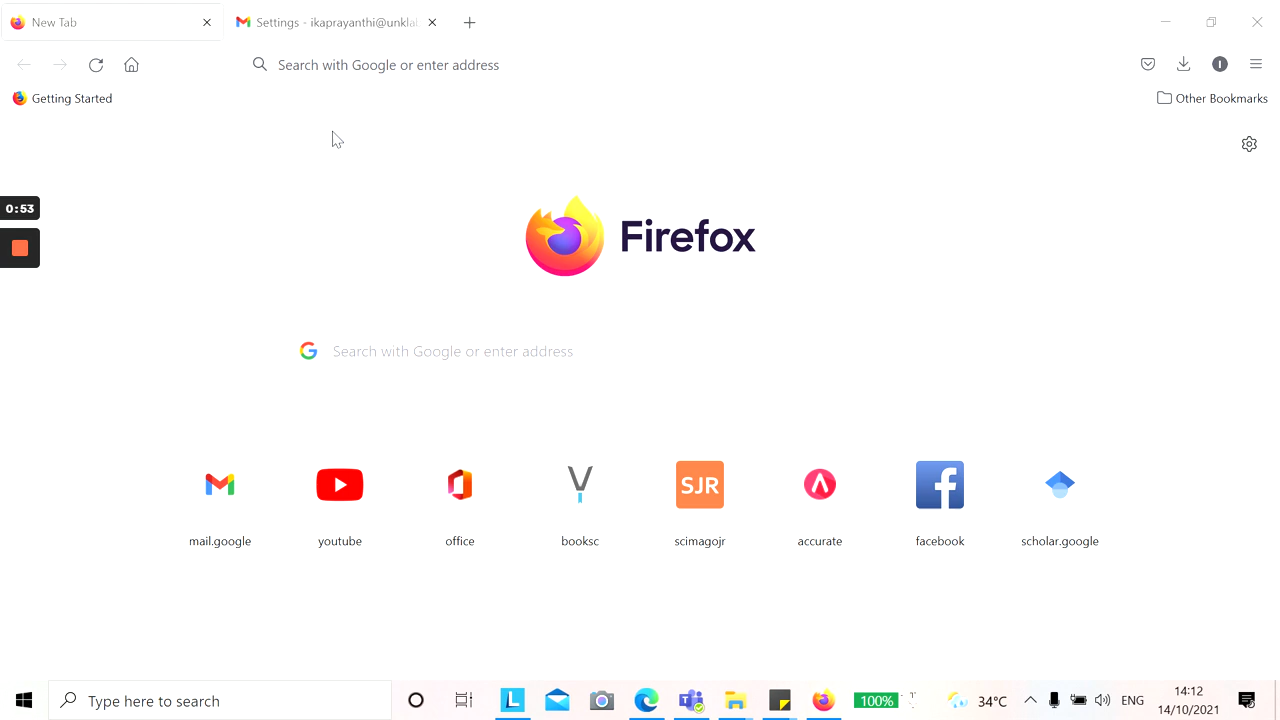 New Tab
Settings - ikaprayanthi@unkla
Search with Google or enter address
Getting Started
Other Bookmarks
0:53
Firefox
Search with Google or enter address
SJR
mail.google
youtube
office
booksc
scimagojr
accurate
facebook
scholar.google
Type here to search
100%
34°C
ENG
14:12
14/10/2021